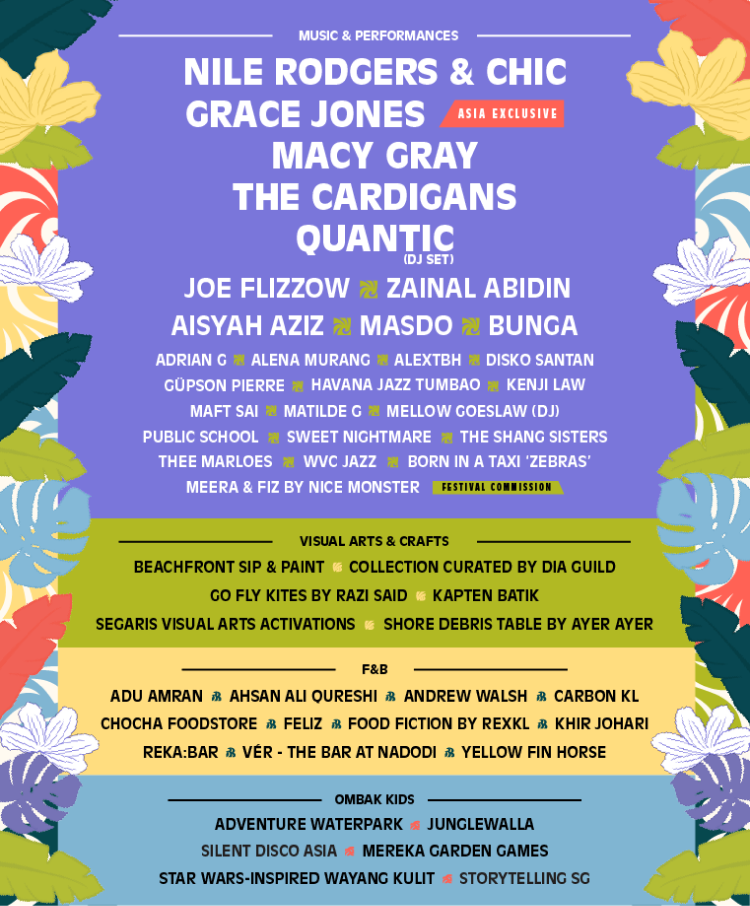 MUSIC & PERFORMANCES
NILE RODGERS & CHIC
GRACE JONES ASIA EXCLUSIVE
MACY GRAY
THE CARDIGANS
QUANTIC
(DJ SET)
JOE FLIZZOW ZAINAL ABIDIN
AISYAH AZIZ MASDO BUNGA
ADRIAN G ALENA MURANG ALEXTBH DISKO SANTAN
GÜPSON PIERRE HAVANA JAZZ TUMBAO KENJI LAW
MAFT SAI MATILDE G MELLOW GOESLAW (DJ)
PUBLIC SCHOOL SWEET NIGHTMARE THE SHANG SISTERS
THEE MARLOES WVC JAZZ BORN IN A TAXI ‘ZEBRAS’
MEERA & FIZ BY NICE MONSTER FESTIVAL COMMISSION
VISUAL ARTS & CRAFTS
BEACHFRONT SIP & PAINT COLLECTION CURATED BY DIA GUILD
GO FLY KITES BY RAZI SAID KAPTEN BATIK
SEGARIS VISUAL ARTS ACTIVATIONS SHORE DEBRIS TABLE BY AYER AYER
F&B
ADU AMRAN AHSAN ALI QURESHI ANDREW WALSH CARBON KL
CHOCHA FOODSTORE FELIZ FOOD FICTION BY REXKL KHIR JOHARI
REKA:BAR VÉR - THE BAR AT NADODI YELLOW FIN HORSE
OMBAK KIDS
ADVENTURE WATERPARK JUNGLEWALLA
SILENT DISCO ASIA MEREKA GARDEN GAMES
STAR WARS-INSPIRED WAYANG KULIT STORYTELLING SG